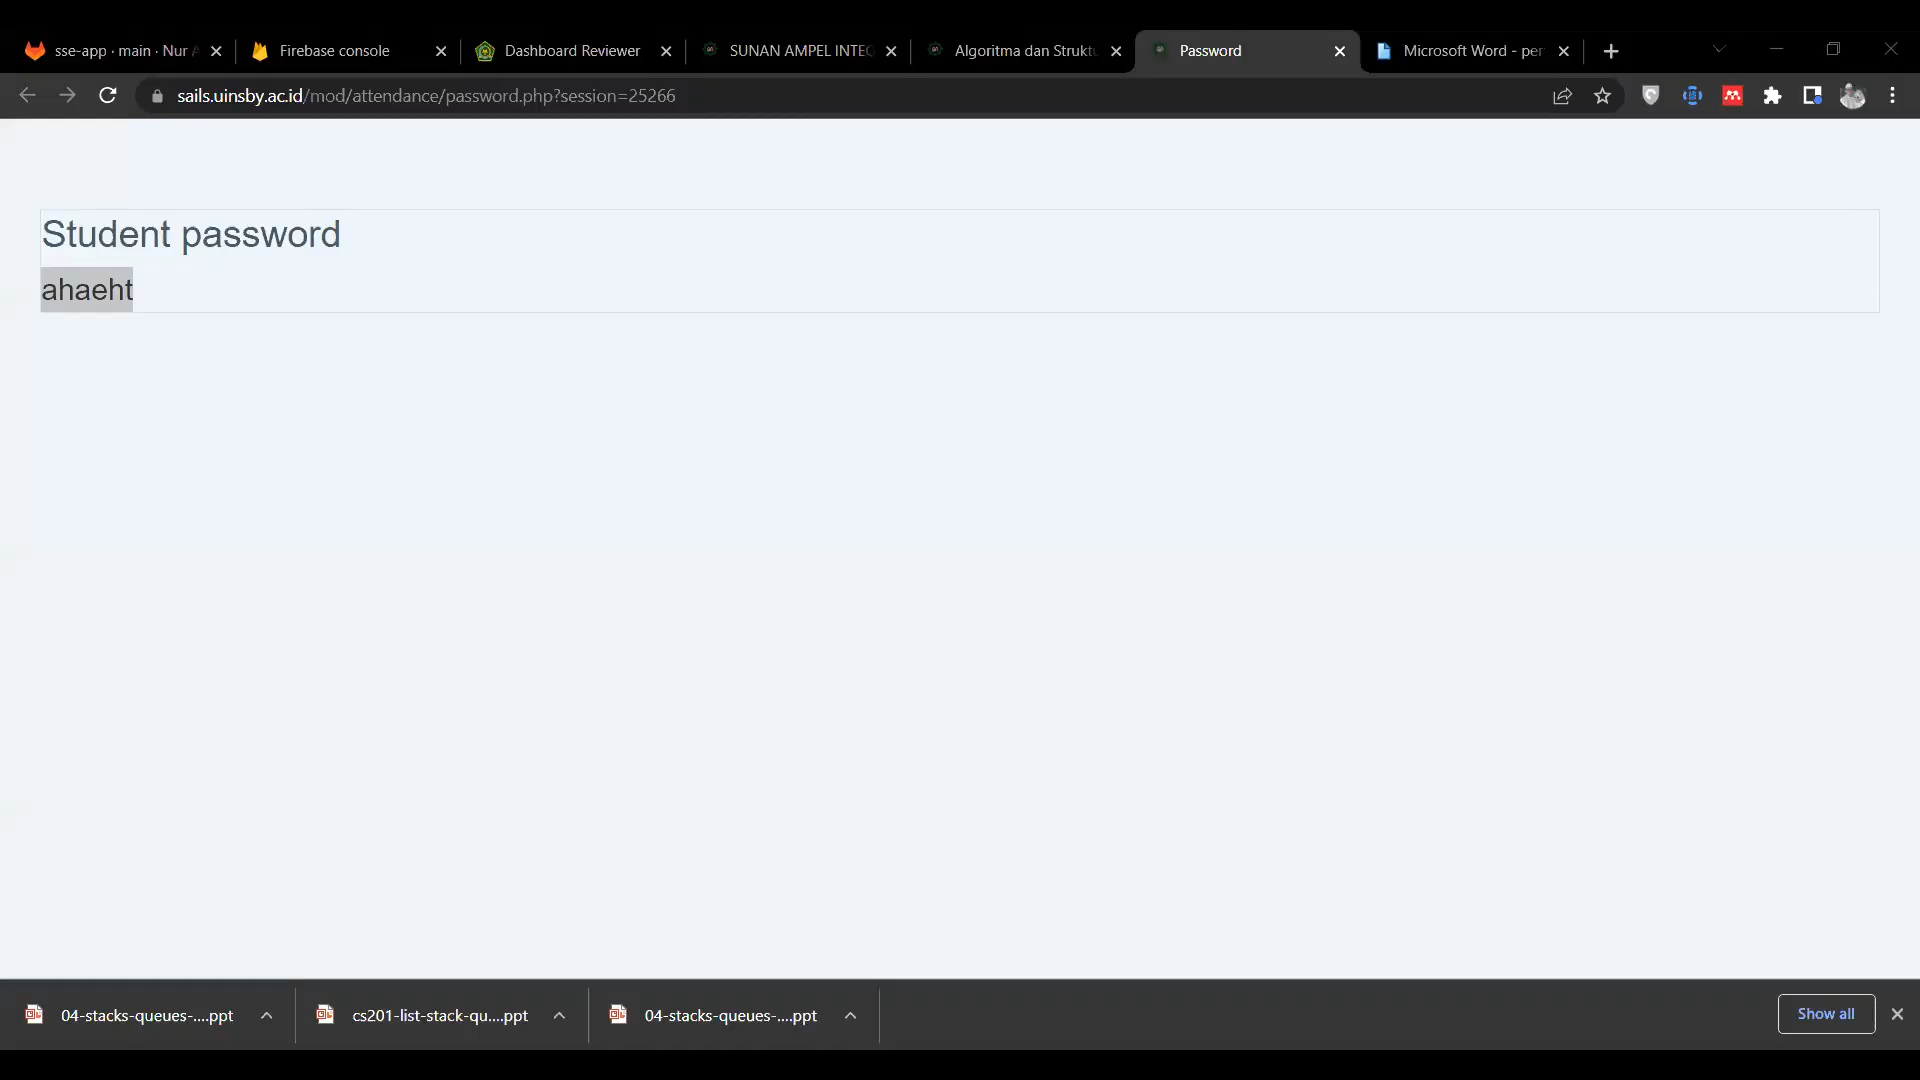 sse-app · main · Nur A
Firebase console
Dashboard Reviewer
SUNAN AMPEL INTEG
Algoritma dan Struktu
Password
Microsoft Word - per
sails.uinsby.ac.id/mod/attendance/password.php?session=25266
Student password
ahaeht
04-stacks-queues-....ppt
cs201-list-stack-qu....ppt
04-stacks-queues-....ppt
Show all